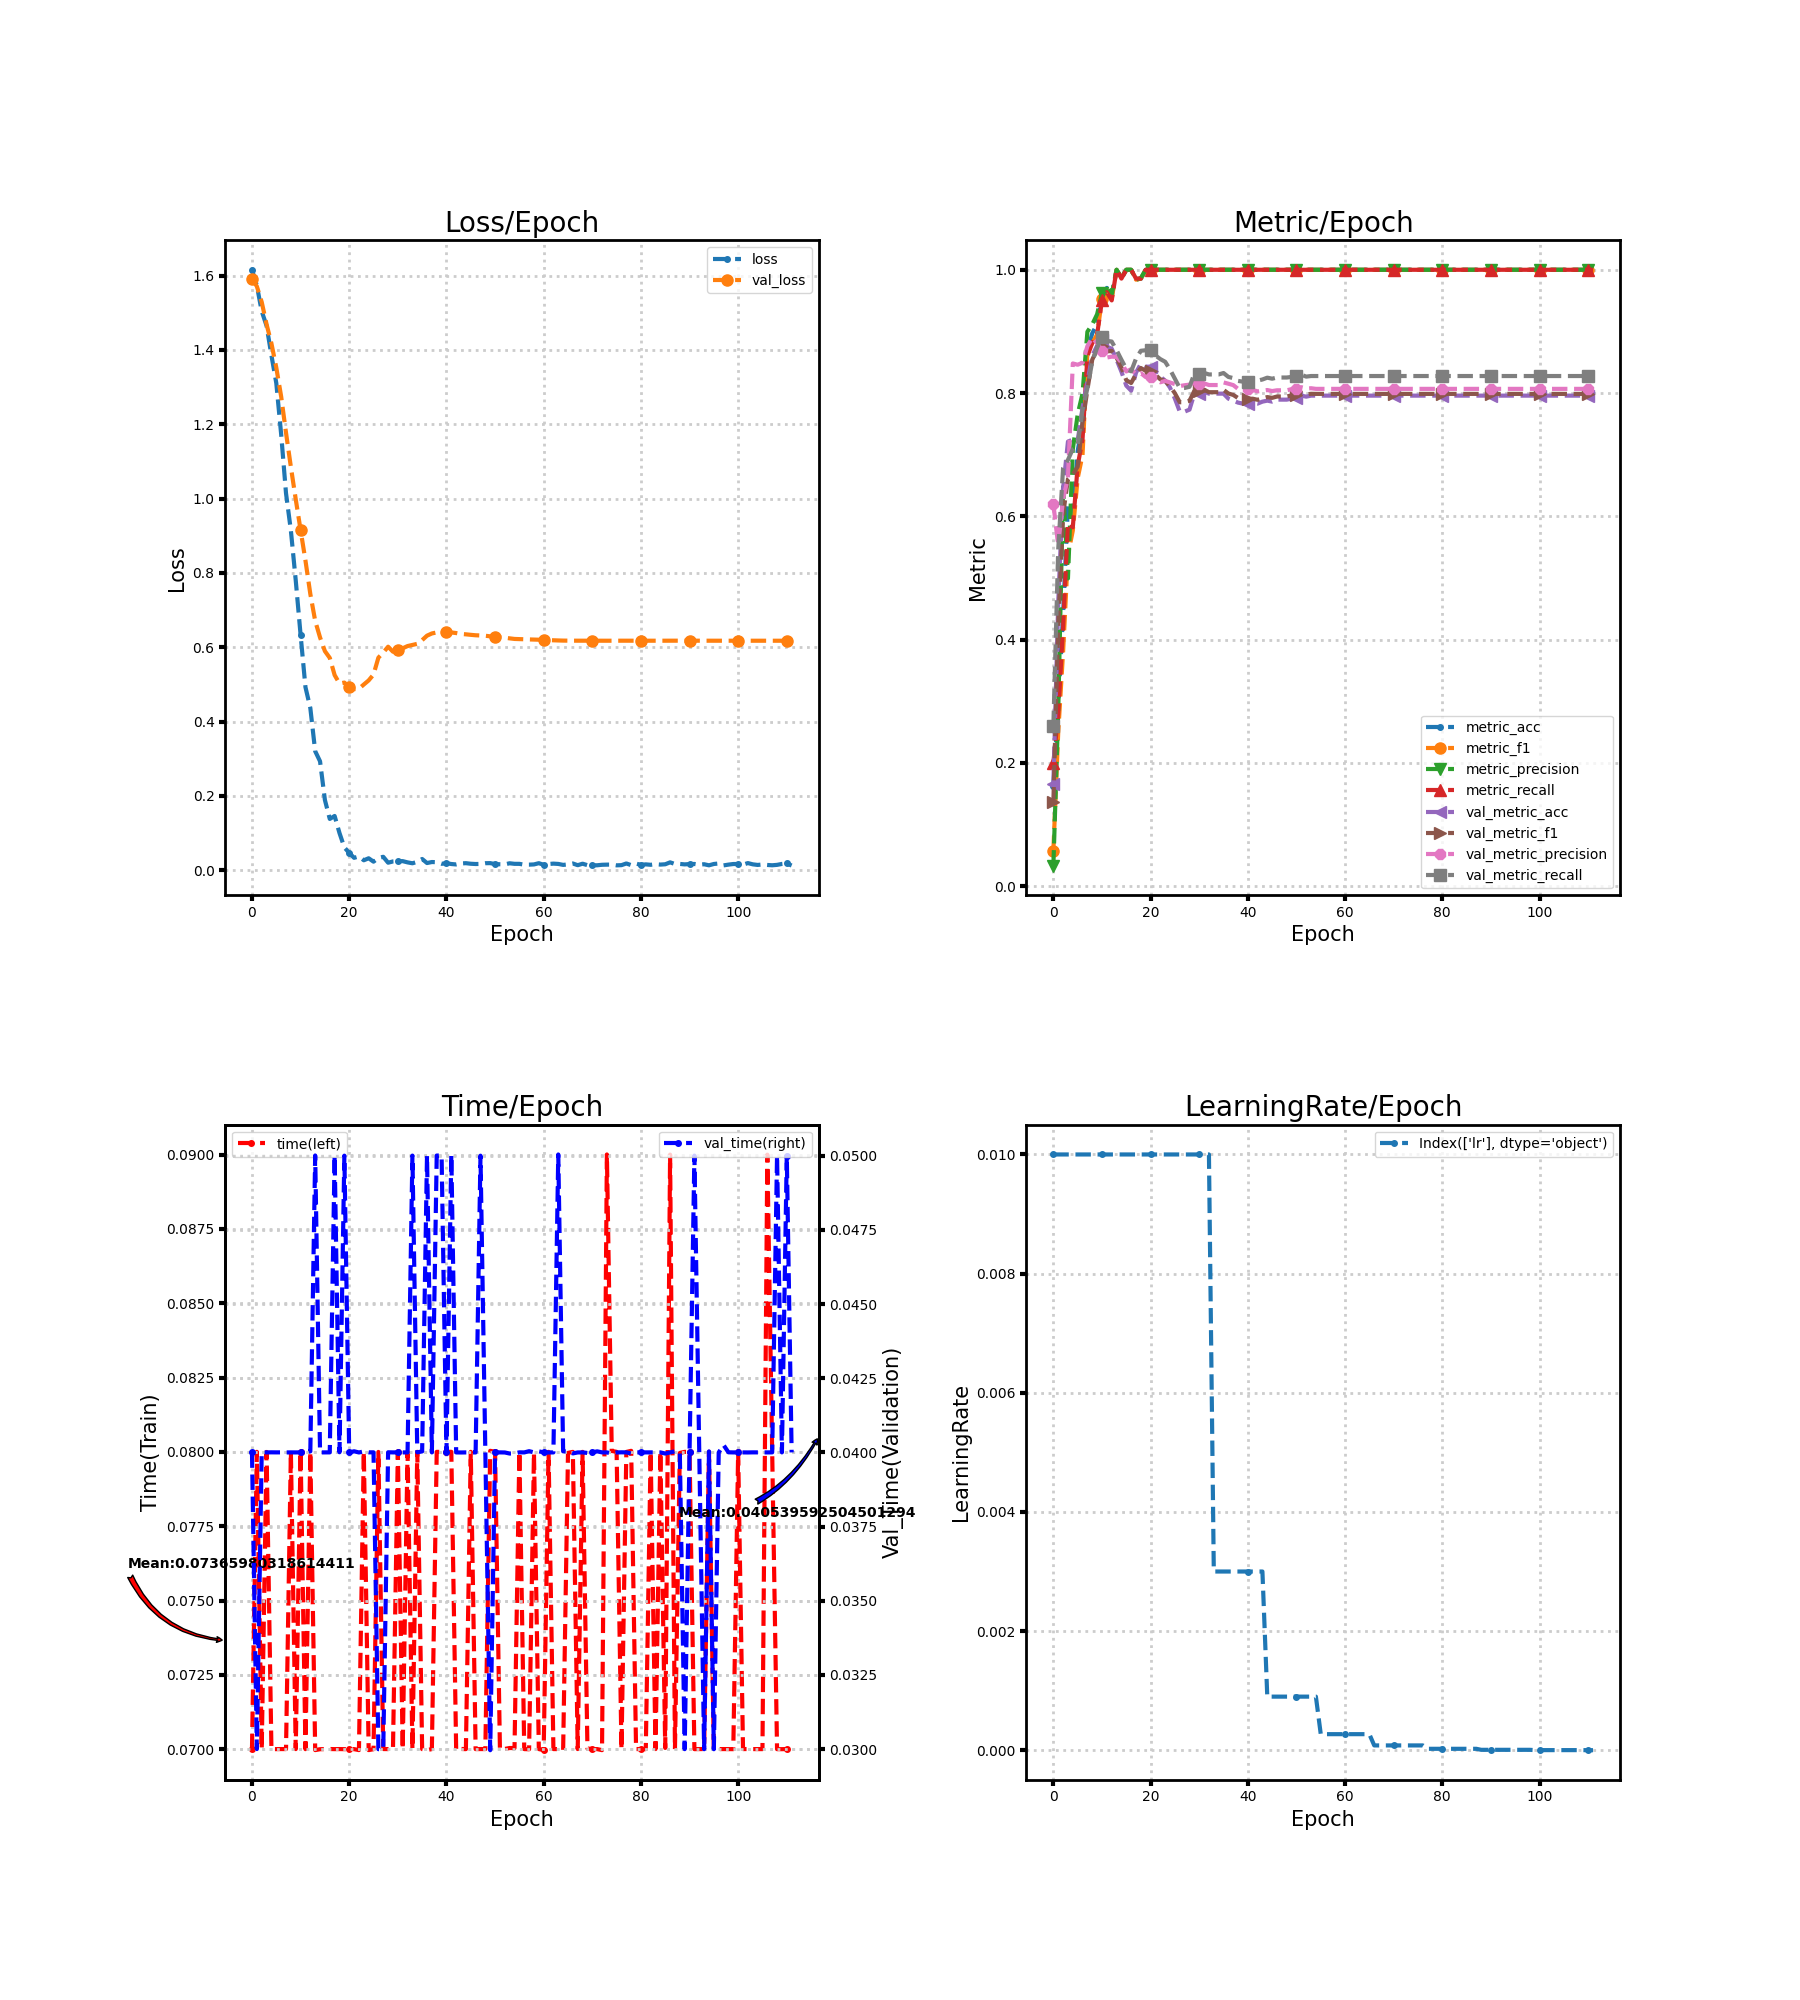 Loss/Epoch
loss
val_loss
1.6
1.4
1.2
1.0
0.8
0.6
0.4
0.2
0.0
Loss
0
20
40
60
80
100
Epoch
Metric/Epoch
1.0
0.8
0.6
0.4
0.2
0.0
Metric
metric_acc
metric_f1
metric_precision
metric_recall
val_metric_acc
val_metric_f1
val_metric_precision
val_metric_recall
0
20
40
60
80
100
Epoch
Time/Epoch
time(left)
val_time(right)
0.0900
0.0875
0.0850
0.0825
0.0800
0.0775
0.0750
0.0725
0.0700
Time(Train)
Mean:0.07365980318614411
Mean:0.040539592504501294
0.0500
0.0475
0.0450
0.0425
0.0400
0.0375
0.0350
0.0325
0.0300
Val_Time(Validation)
0
20
40
60
80
100
Epoch
LearningRate/Epoch
Index(['lr'], dtype='object')
0.010
0.008
0.006
0.004
0.002
0.000
LearningRate
0
20
40
60
80
100
Epoch